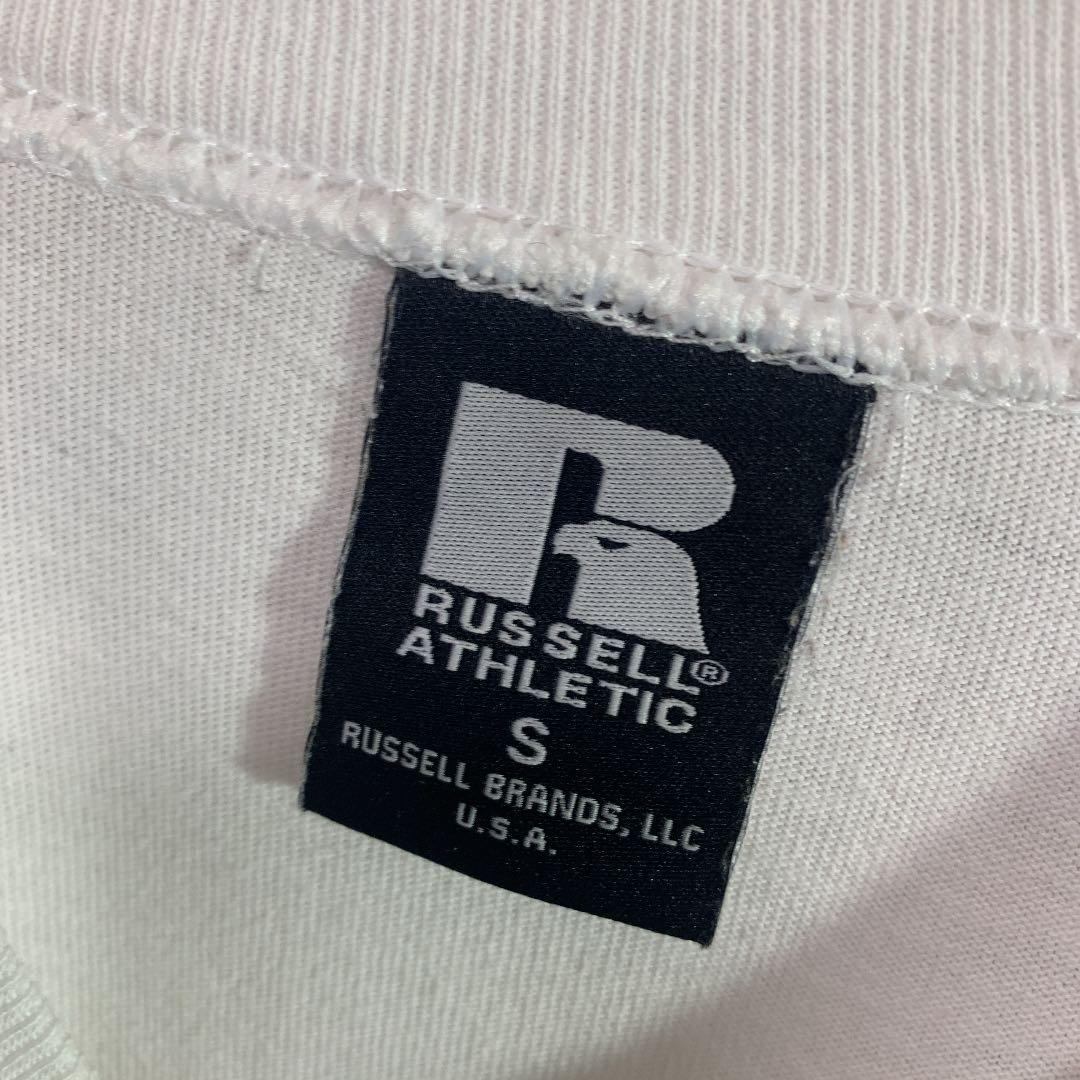 R
RUSSELL®
ATHLETIC
S
RUSSELL BRANDS, LLC
U.S.A.